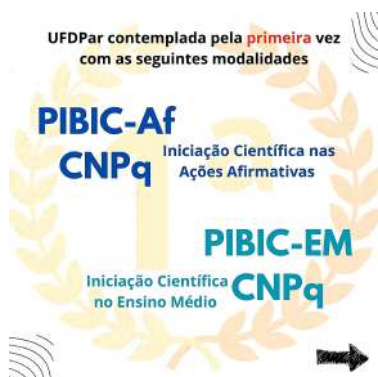 UFDPar contemplada pela primeira vez
com as seguintes modalidades
1ª
PIBIC-Af
CNPq
Iniciação Científica nas
Ações Afirmativas
PIBIC-EM
CNPq
Iniciação Científica
no Ensino Médio